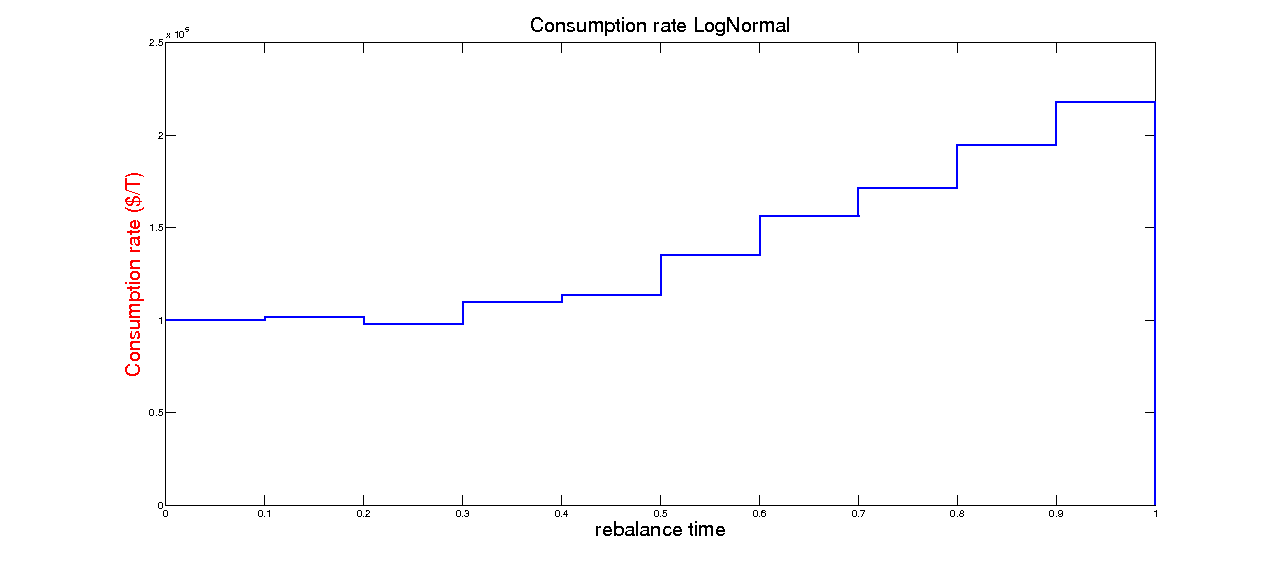 Consumption rate LogNormal
x 10^5
2.5
2
1.5
1
0.5
0
Consumption rate ($/T)
0 0.1 0.2 0.3 0.4 0.5 0.6 0.7 0.8 0.9 1
rebalance time